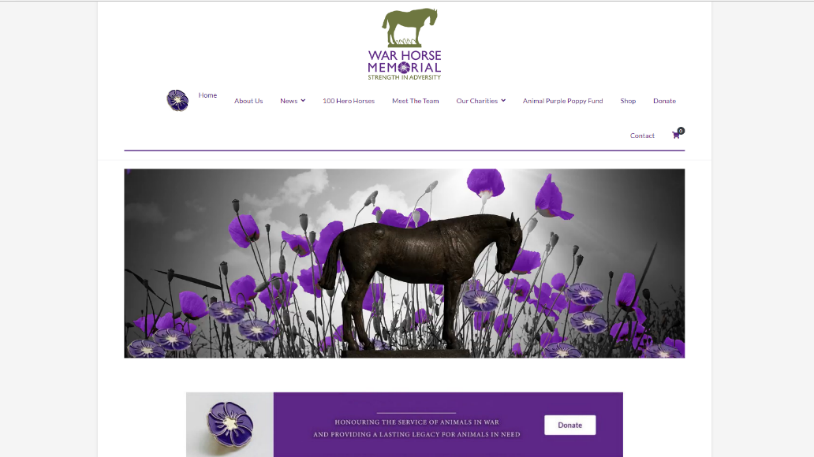 WAR HORSE
MEMORIAL
STRENGTH IN ADVERSITY
Home
About Us
News
100 Hero Horses
Meet The Team
Our Charities
Animal Purple Poppy Fund
Shop
Donate
Contact
0
HONOURING THE SERVICE OF ANIMALS IN WAR
AND PROVIDING A LASTING LEGACY FOR ANIMALS IN NEED
Donate